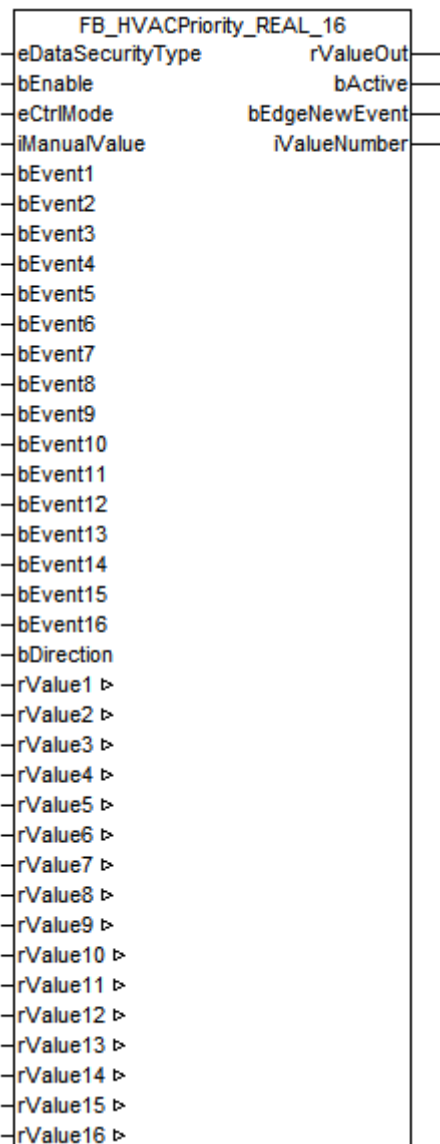 FB_HVACPriority_REAL_16
eDataSecurityType rValueOut
bEnable bActive
eCtrlMode bEdgeNewEvent
iManualValue iValueNumber
bEvent1
bEvent2
bEvent3
bEvent4
bEvent5
bEvent6
bEvent7
bEvent8
bEvent9
bEvent10
bEvent11
bEvent12
bEvent13
bEvent14
bEvent15
bEvent16
bDirection
rValue1
rValue2
rValue3
rValue4
rValue5
rValue6
rValue7
rValue8
rValue9
rValue10
rValue11
rValue12
rValue13
rValue14
rValue15
rValue16